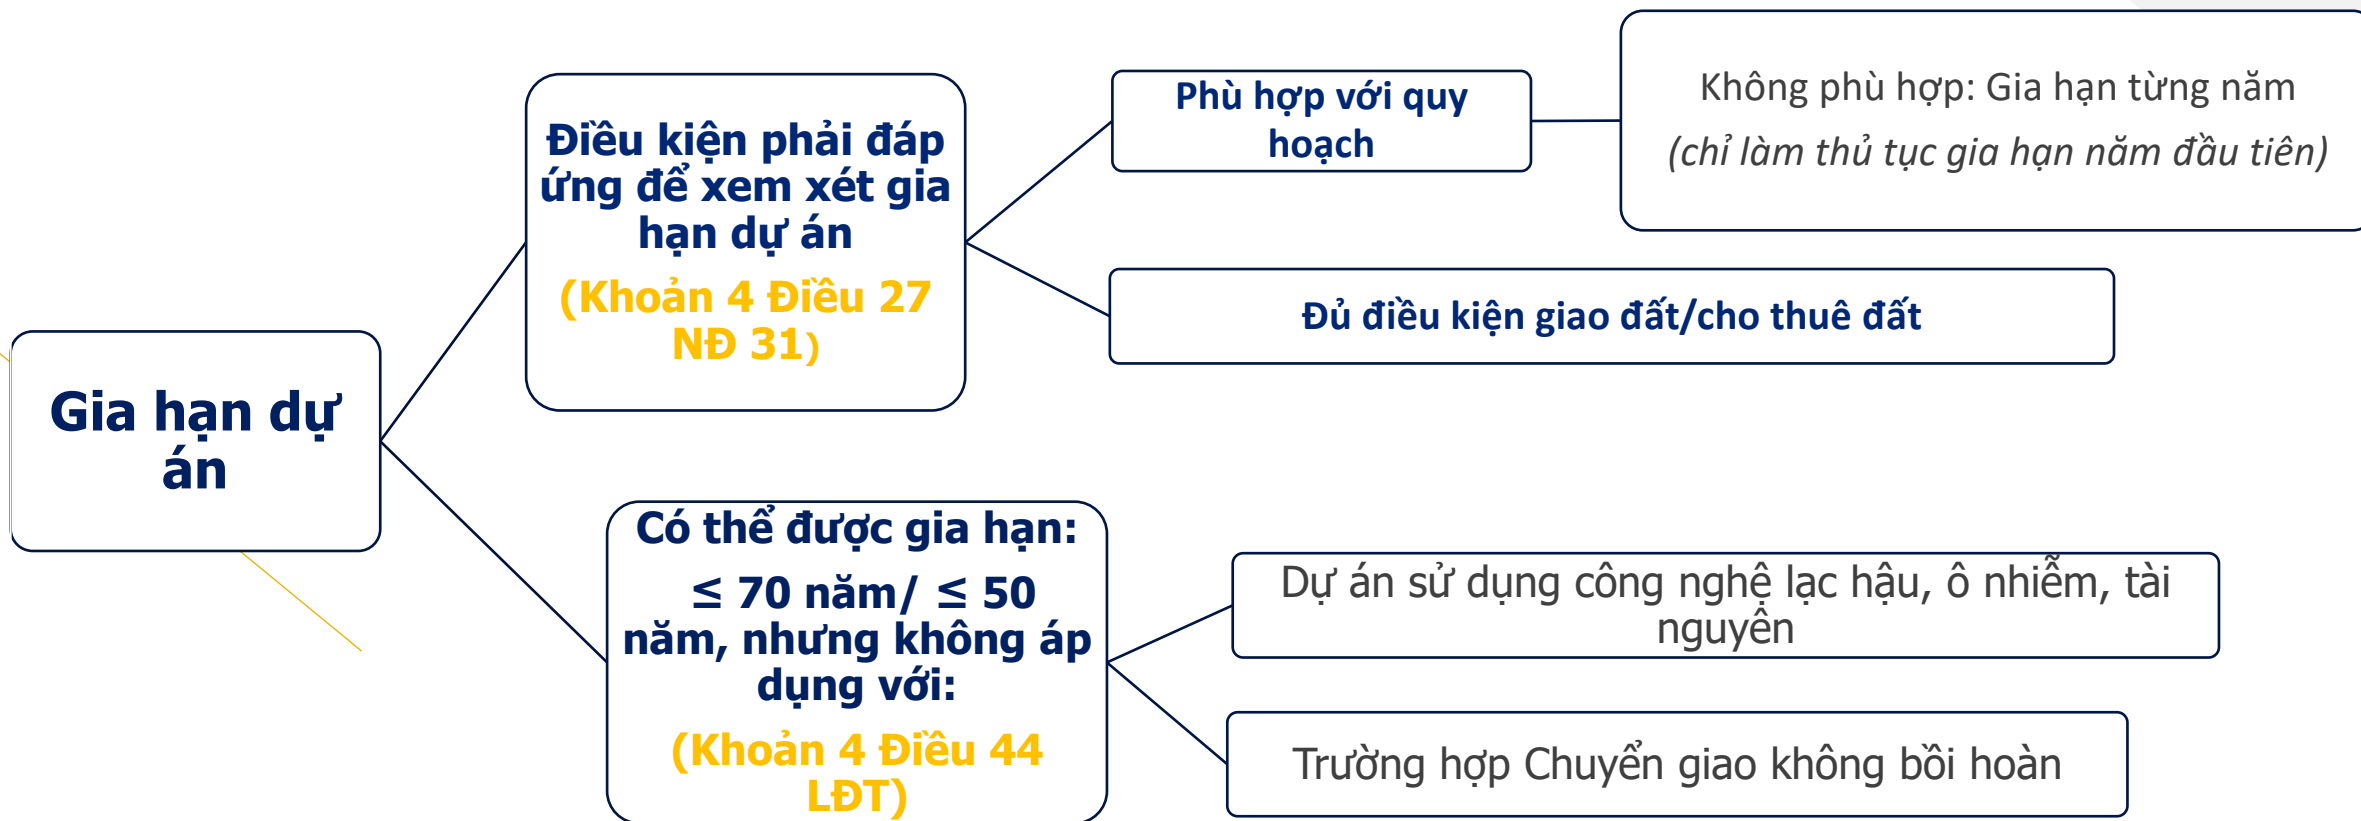 Gia hạn dự
án
Điều kiện phải đáp
ứng để xem xét gia
hạn dự án
(Khoản 4 Điều 27
NĐ 31)
Phù hợp với quy
hoạch
Không phù hợp: Gia hạn từng năm
(chỉ làm thủ tục gia hạn năm đầu tiên)
Đủ điều kiện giao đất/cho thuê đất
Có thể được gia hạn:
≤ 70 năm/ ≤ 50
năm, nhưng không áp
dụng với:
(Khoản 4 Điều 44
LĐT)
Dự án sử dụng công nghệ lạc hậu, ô nhiễm, tài
nguyên
Trường hợp Chuyển giao không bồi hoàn